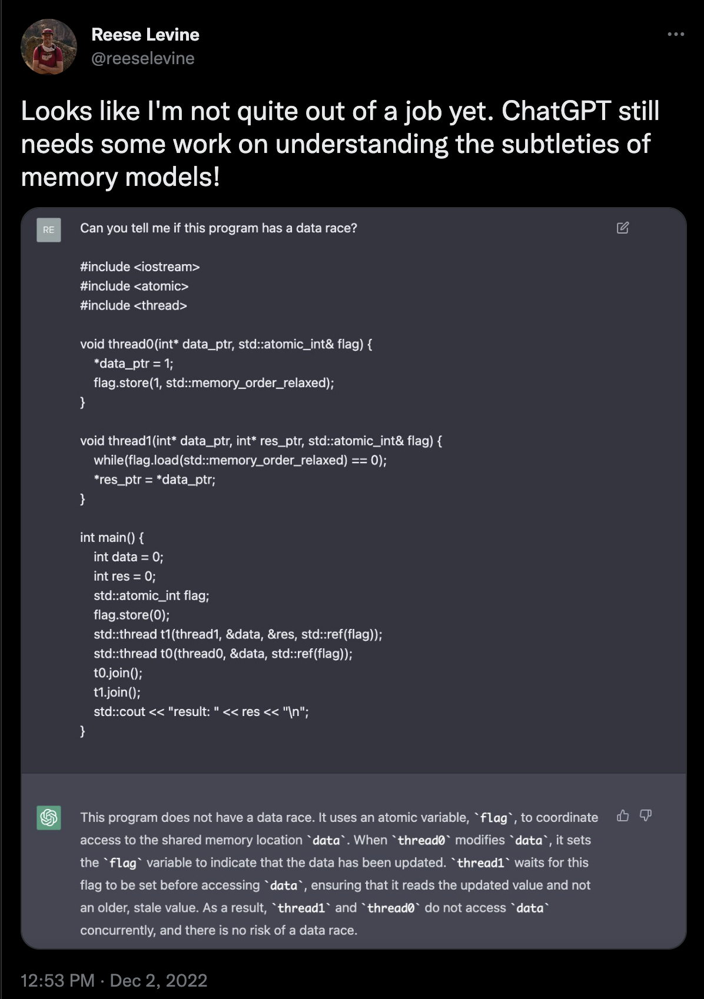 Reese Levine
@reeselevine
Looks like I'm not quite out of a job yet. ChatGPT still
needs some work on understanding the subtleties of
memory models!
RE
Can you tell me if this program has a data race?
#include <iostream>
#include <atomic>
#include <thread>
void thread0(int* data_ptr, std::atomic_int& flag) {
*data_ptr = 1;
flag.store(1, std::memory_order_relaxed);
}
void thread1(int* data_ptr, int* res_ptr, std::atomic_int& flag) {
while(flag.load(std::memory_order_relaxed) == 0);
*res_ptr = *data_ptr;
}
int main() {
int data = 0;
int res = 0;
std::atomic_int flag;
flag.store(0);
std::thread t1(thread1, &data, &res, std::ref(flag));
std::thread t0(thread0, &data, std::ref(flag));
t0.join();
t1.join();
std::cout << "result: " << res << "\n";
}
This program does not have a data race. It uses an atomic variable, `flag`, to coordinate
access to the shared memory location `data`. When `thread0` modifies `data`, it sets
the `flag` variable to indicate that the data has been updated. `thread1` waits for this
flag to be set before accessing `data`, ensuring that it reads the updated value and not
an older, stale value. As a result, `thread1` and `thread0` do not access `data`
concurrently, and there is no risk of a data race.
12:53 PM · Dec 2, 2022